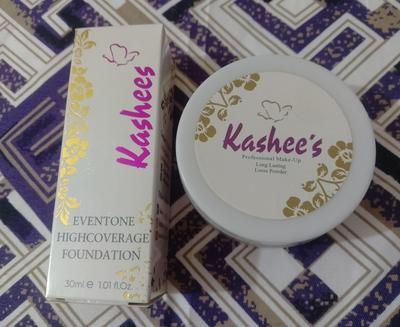 Kashees
EVENTONE
HIGHCOVERAGE
FOUNDATION
30ml e 1.01 fl.Oz.
Kashee's
Professional Make-Up
Long Lasting
Loose Powder